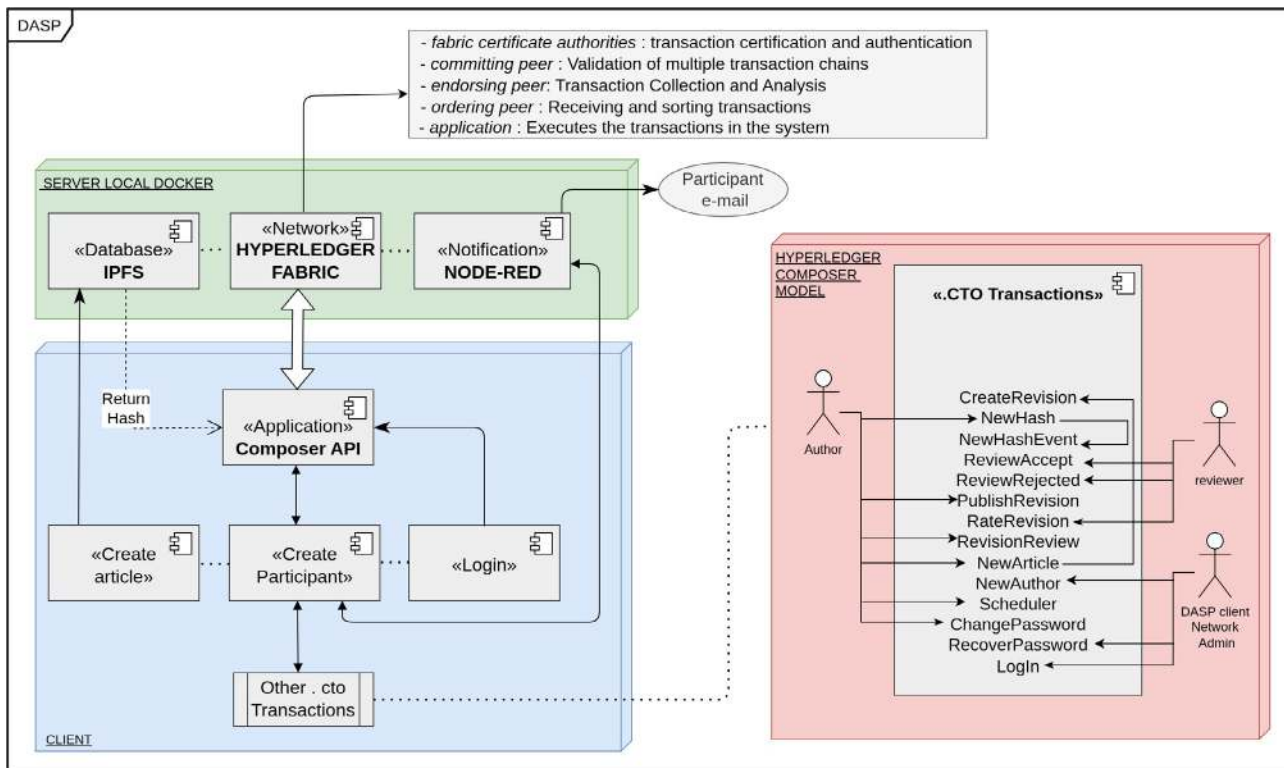 DASP
- fabric certificate authorities : transaction certification and authentication
- committing peer : Validation of multiple transaction chains
- endorsing peer: Transaction Collection and Analysis
- ordering peer : Receiving and sorting transactions
- application : Executes the transactions in the system
SERVER LOCAL DOCKER
«Database»
IPFS
«Network»
HYPERLEDGER
FABRIC
«Notification»
NODE-RED
Participant
e-mail
Return
Hash
«Application»
Composer API
«Create
article»
«Create
Participant»
«Login»
Other . cto
Transactions
CLIENT
HYPERLEDGER
COMPOSER
MODEL
«.CTO Transactions»
Author
CreateRevision
NewHash
NewHashEvent
ReviewAccept
ReviewRejected
PublishRevision
RateRevision
RevisionReview
NewArticle
NewAuthor
Scheduler
ChangePassword
RecoverPassword
LogIn
reviewer
DASP client
Network
Admin